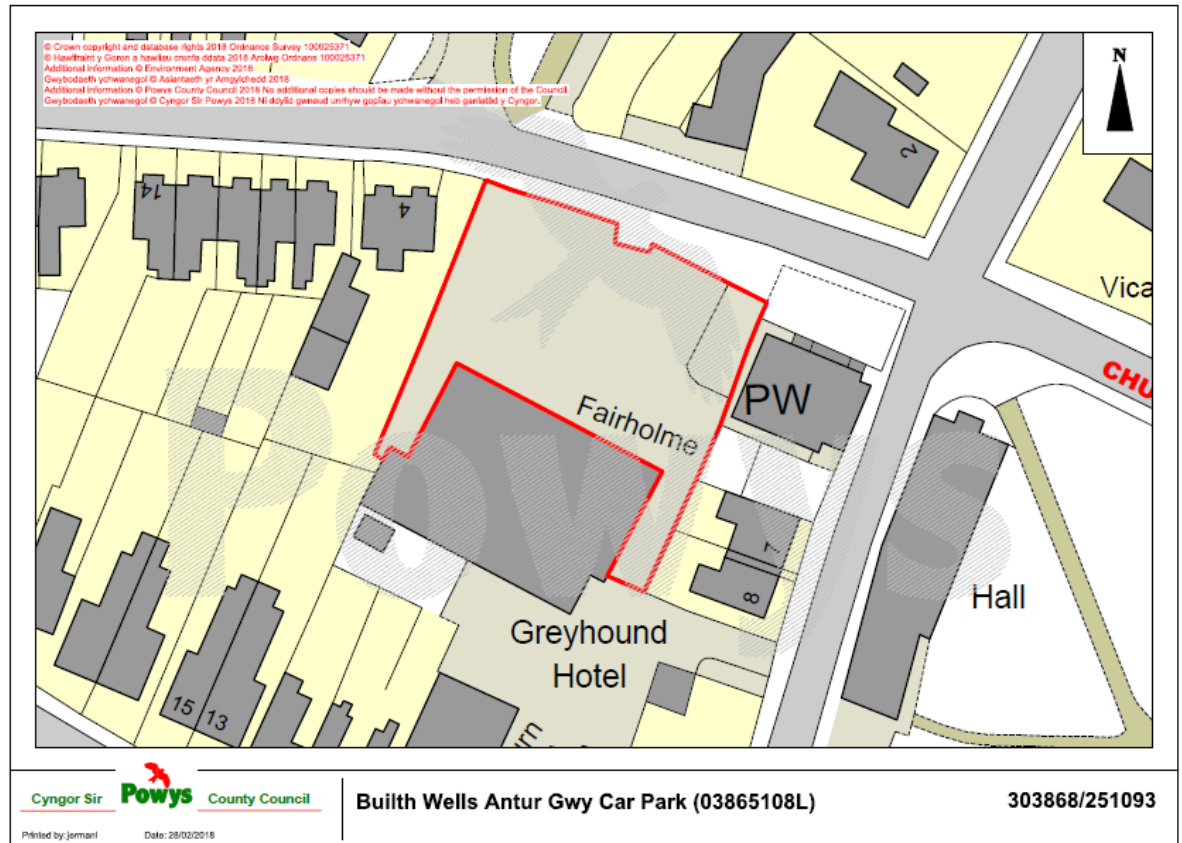 © Crown copyright and database rights 2018 Ordnance Survey 100025371
© Hawlfraint y Goron a hawliau cronfa ddata 2018 Arolwg Ordnans 100025371
Additional information © Environment Agency 2018
Gwybodaeth ychwanegol © Asiantaeth yr Amgylchedd 2018
Additional information © Powys County Council 2018 No additional copies should be made without the permission of the Council.
Gwybodaeth ychwanegol © Cyngor Sir Powys 2018 Ni ddylid gwneud unrhyw gopïau ychwanegol heb ganiatâd y Cyngor.
N
2
14
4
Vica
CHU
PW
Fairholme
Powys
7
8
Hall
Greyhound
Hotel
15 13
urn
Cyngor Sir Powys County Council
Builth Wells Antur Gwy Car Park (03865108L)
303868/251093
Printed by: jermanl Date: 28/02/2018